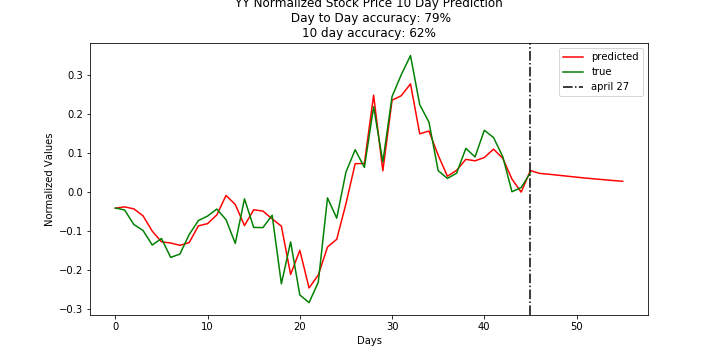 YY Normalized Stock Price 10 Day Prediction
Day to Day accuracy: 79%
10 day accuracy: 62%
predicted
true
april 27
0.3
0.2
0.1
0.0
−0.1
−0.2
−0.3
Normalized Values
0 10 20 30 40 50
Days